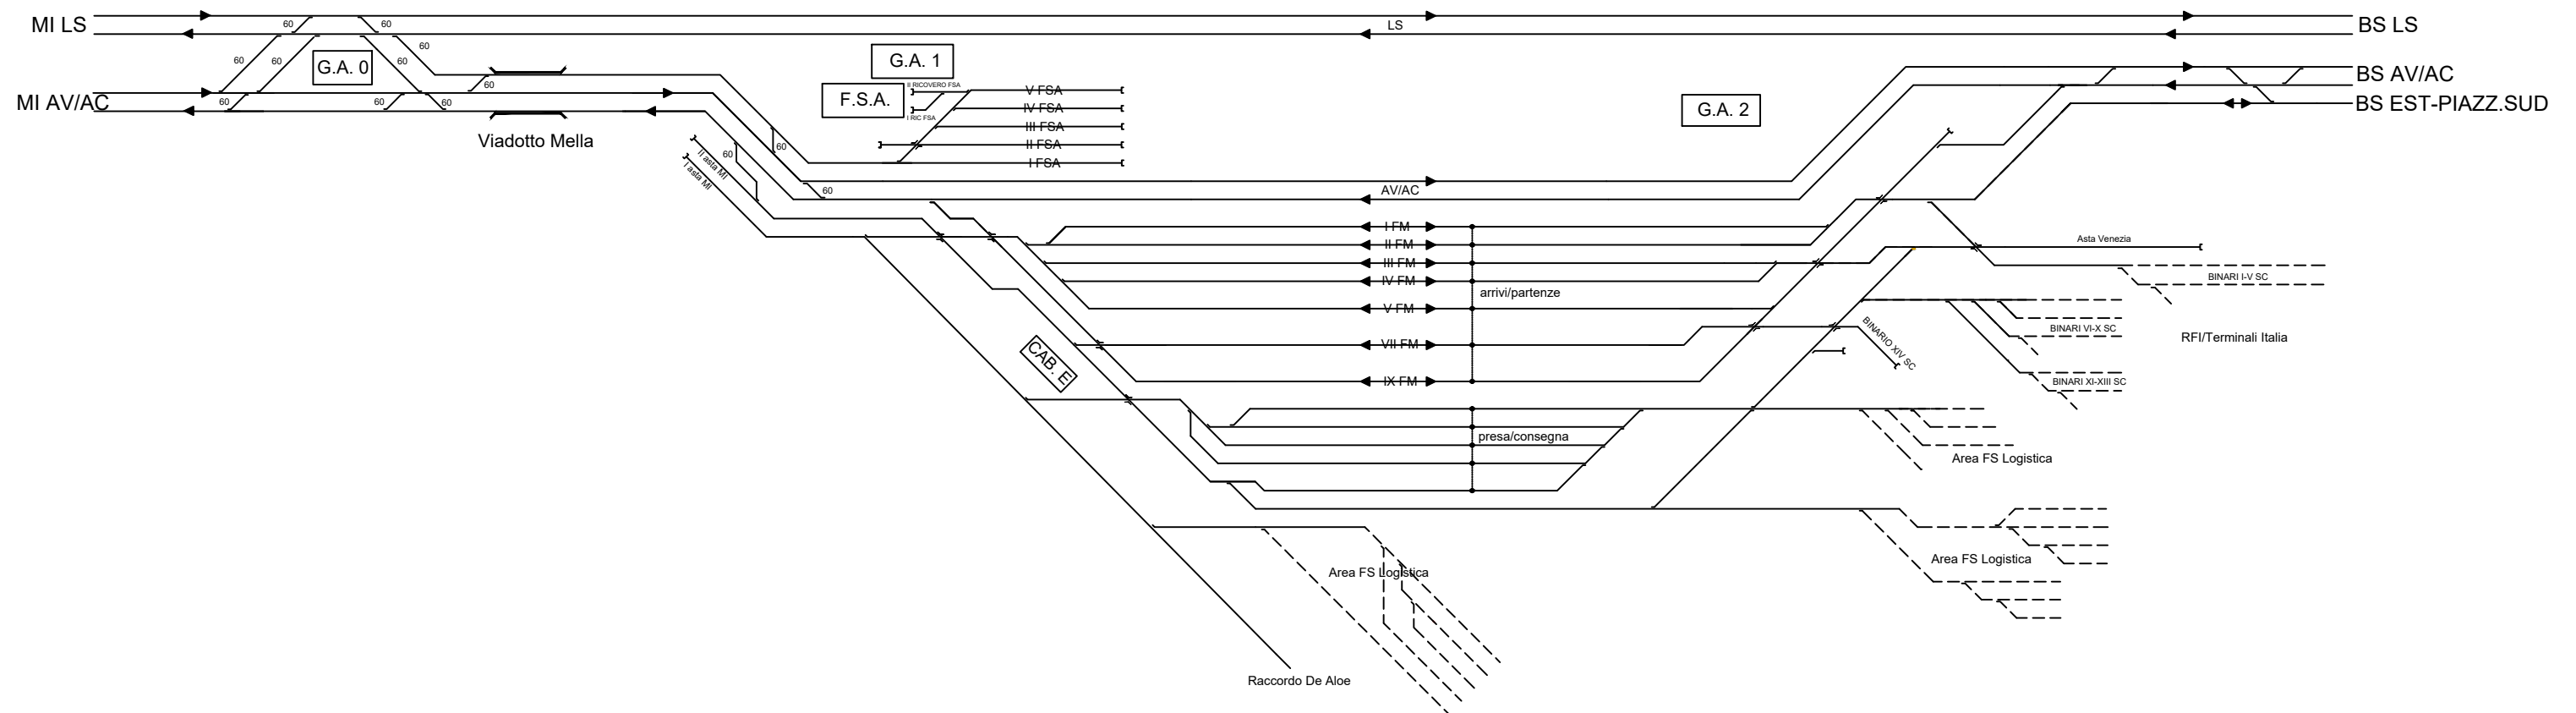 MI LS
60
60
LS
BS LS
60
60
60
60
G.A. 0
G.A. 1
G.A. 2
60
60
60
60
MI AV/AC
BS AV/AC
BS EST-PIAZZ.SUD
Viadotto Mella
F.S.A.
II RICOVERO FSA
I RIC FSA
V FSA
IV FSA
III FSA
II FSA
I FSA
60
60
60
II asta MI
I asta MI
AV/AC
I FM
II FM
III FM
IV FM
arrivi/partenze
V FM
VII FM
IX FM
Asta Venezia
BINARI I-V SC
BINARI VI-X SC
RFI/Terminali Italia
BINARIO XIV SC
BINARI XI-XIII SC
CAB. E
presa/consegna
Area FS Logistica
Area FS Logistica
Area FS Logistica
Raccordo De Aloe